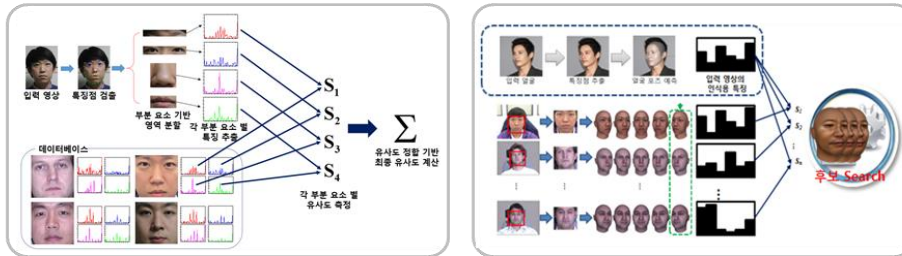 입력 영상
특징점 검출
부분 요소 기반
영역 분할
각 부분 요소 별
특징 추출
데이터베이스
S1
S2
S3
S4
각 부분 요소 별
유사도 측정
∑
유사도 정합 기반
최종 유사도 계산
입력 얼굴
특징점 추출
얼굴 포즈 예측
입력 영상의
인식용 특징
S1
S2
⋮
Sn
후보 Search